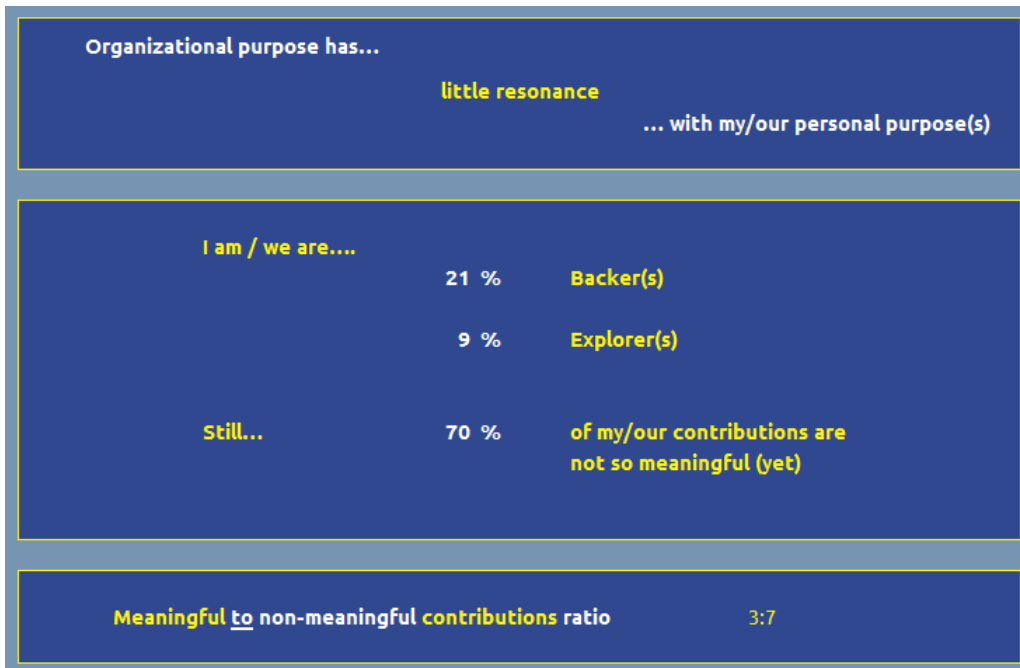 Organizational purpose has...
little resonance
... with my/our personal purpose(s)
I am / we are....
21 % Backer(s)
9 % Explorer(s)
Still... 70 % of my/our contributions are
not so meaningful (yet)
Meaningful to non-meaningful contributions ratio 3:7